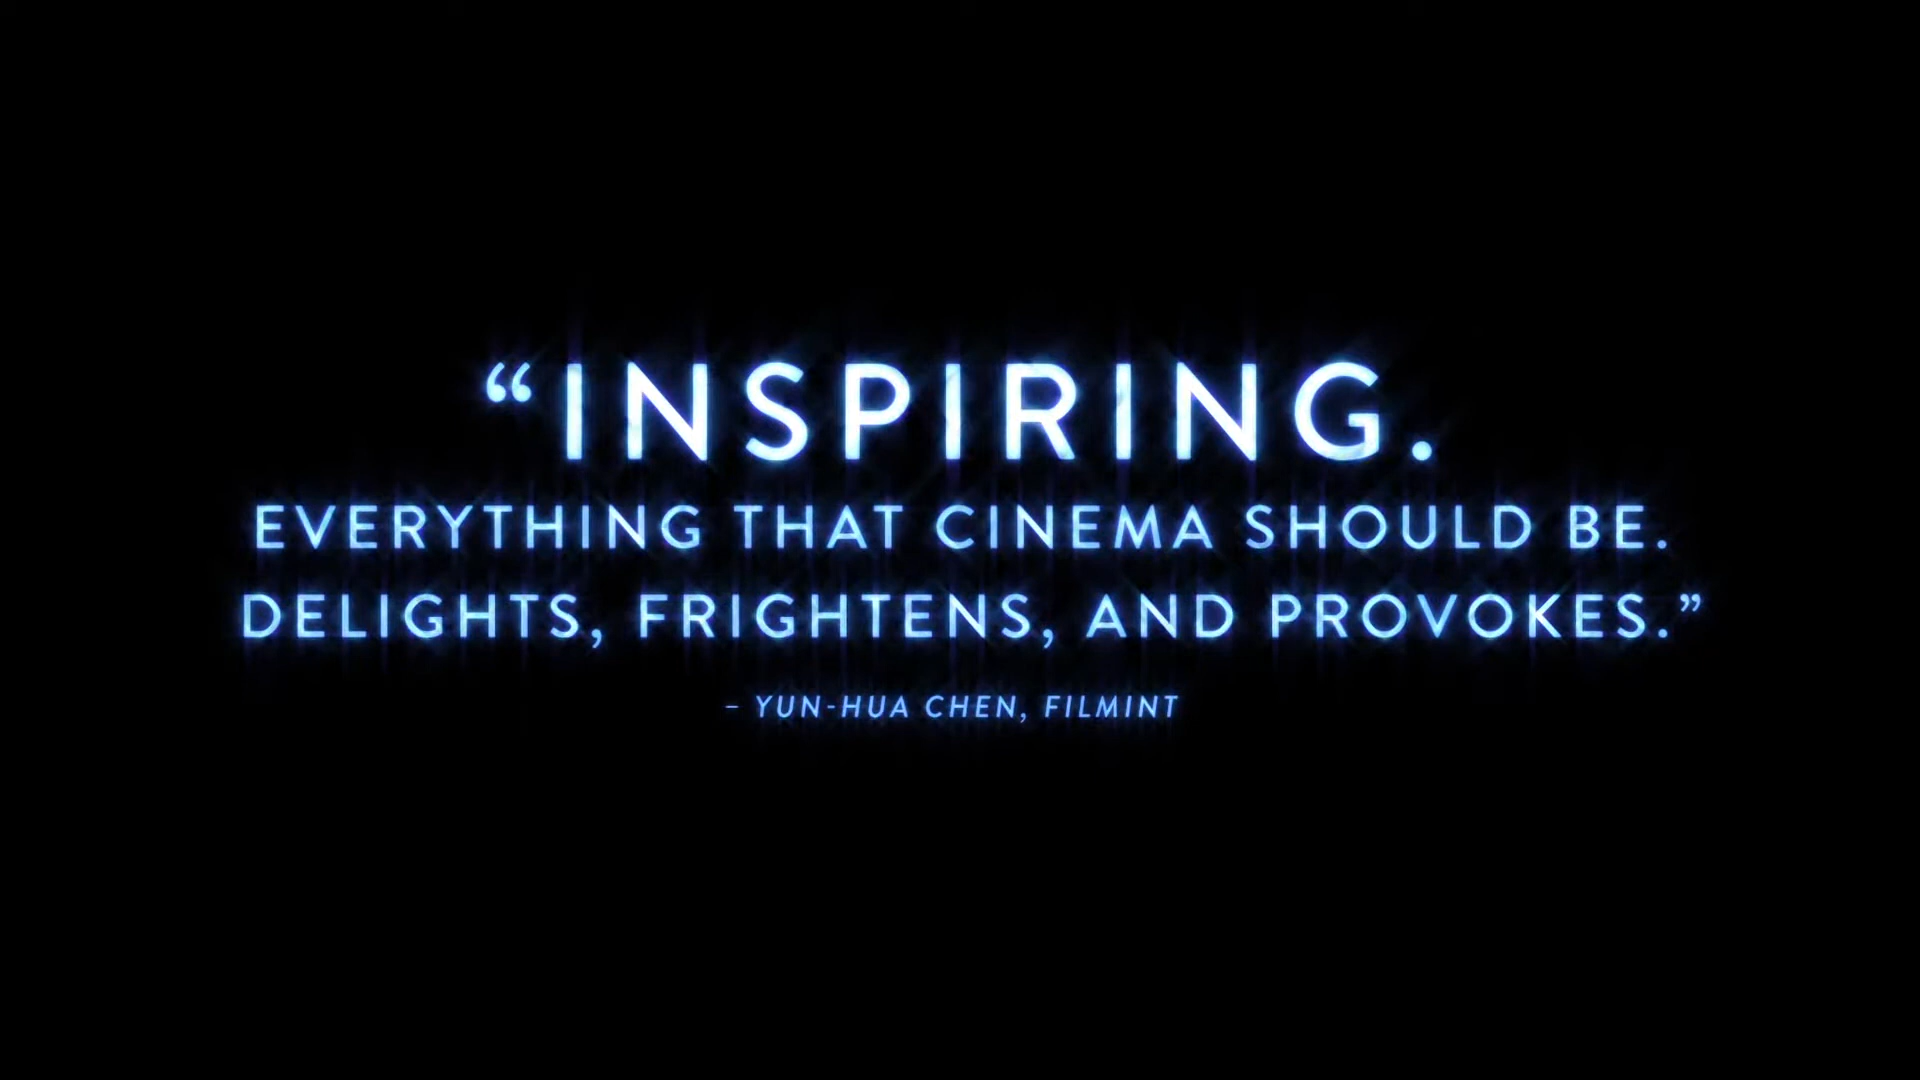 “INSPIRING.
EVERYTHING THAT CINEMA SHOULD BE.
DELIGHTS, FRIGHTENS, AND PROVOKES.”
– YUN-HUA CHEN, FILMINT